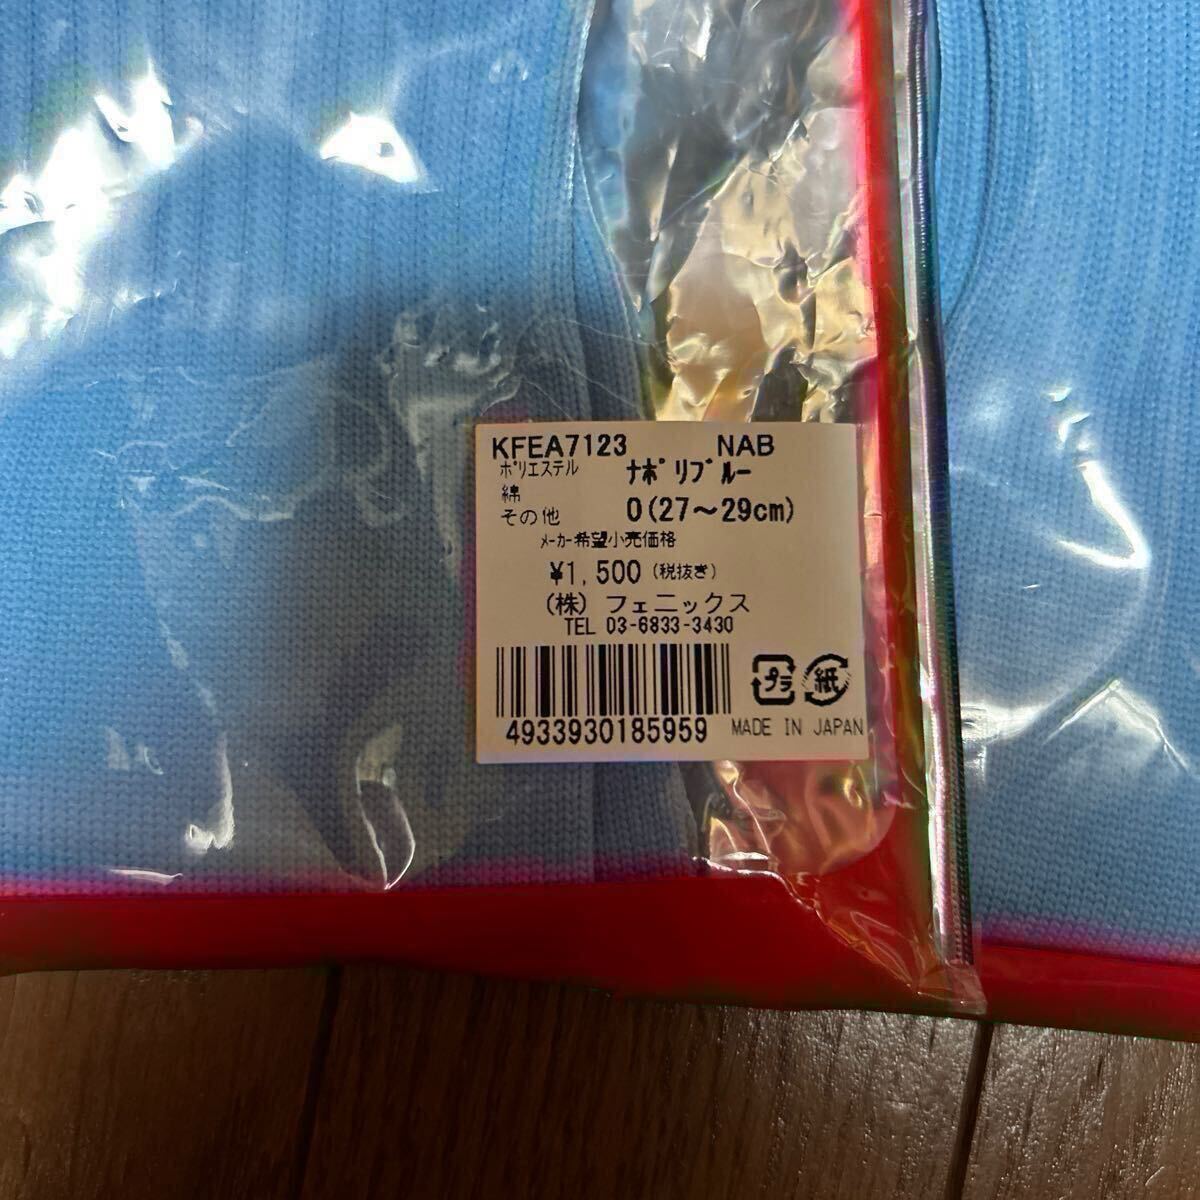 KFEA7123 NAB
ポリエステル ナポリブルー
綿
その他 O(27～29cm)
メーカー希望小売価格
¥1,500 (税抜き)
(株) フェニックス
TEL 03-6833-3430
プラ 紙
4933930185959 MADE IN JAPAN